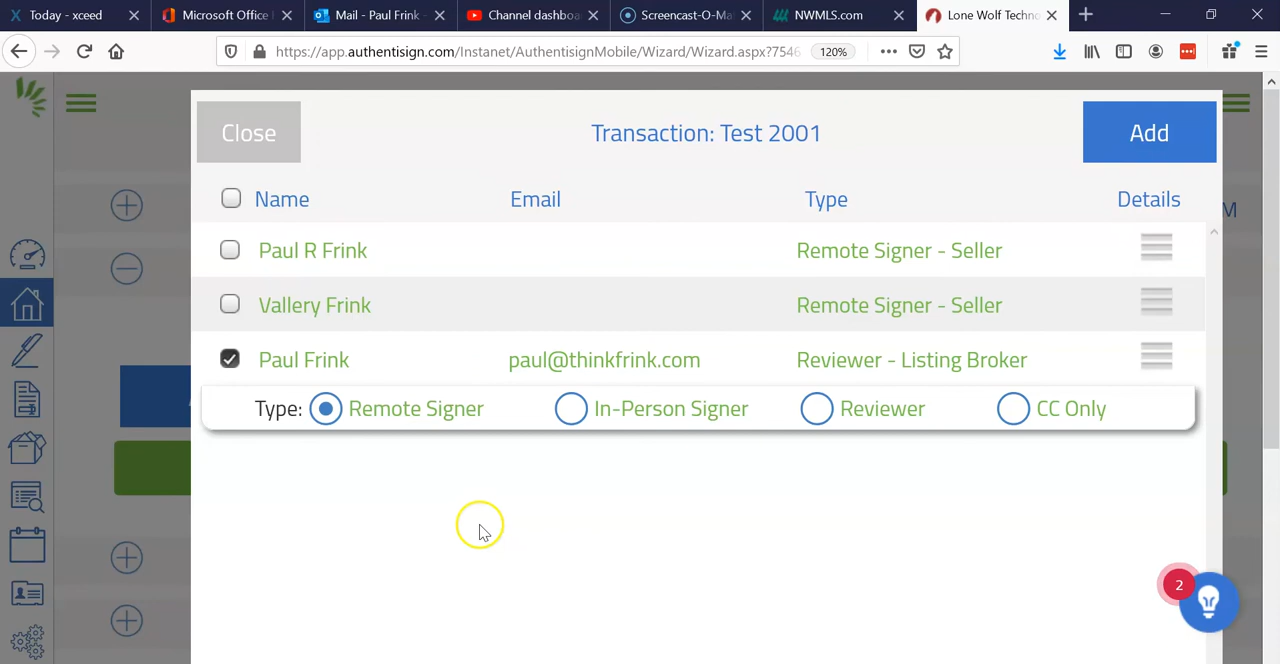 Today - xceed
Microsoft Office
Mail - Paul Frink -
Channel dashboa
Screencast-O-Ma
NWMLS.com
Lone Wolf Techno
https://app.authentisign.com/Instanet/AuthentisignMobile/Wizard/Wizard.aspx?7546
120%
Close
Transaction: Test 2001
Add
Name Email Type Details
M
Paul R Frink Remote Signer - Seller
Vallery Frink Remote Signer - Seller
Paul Frink paul@thinkfrink.com Reviewer - Listing Broker
Type: Remote Signer In-Person Signer Reviewer CC Only
2